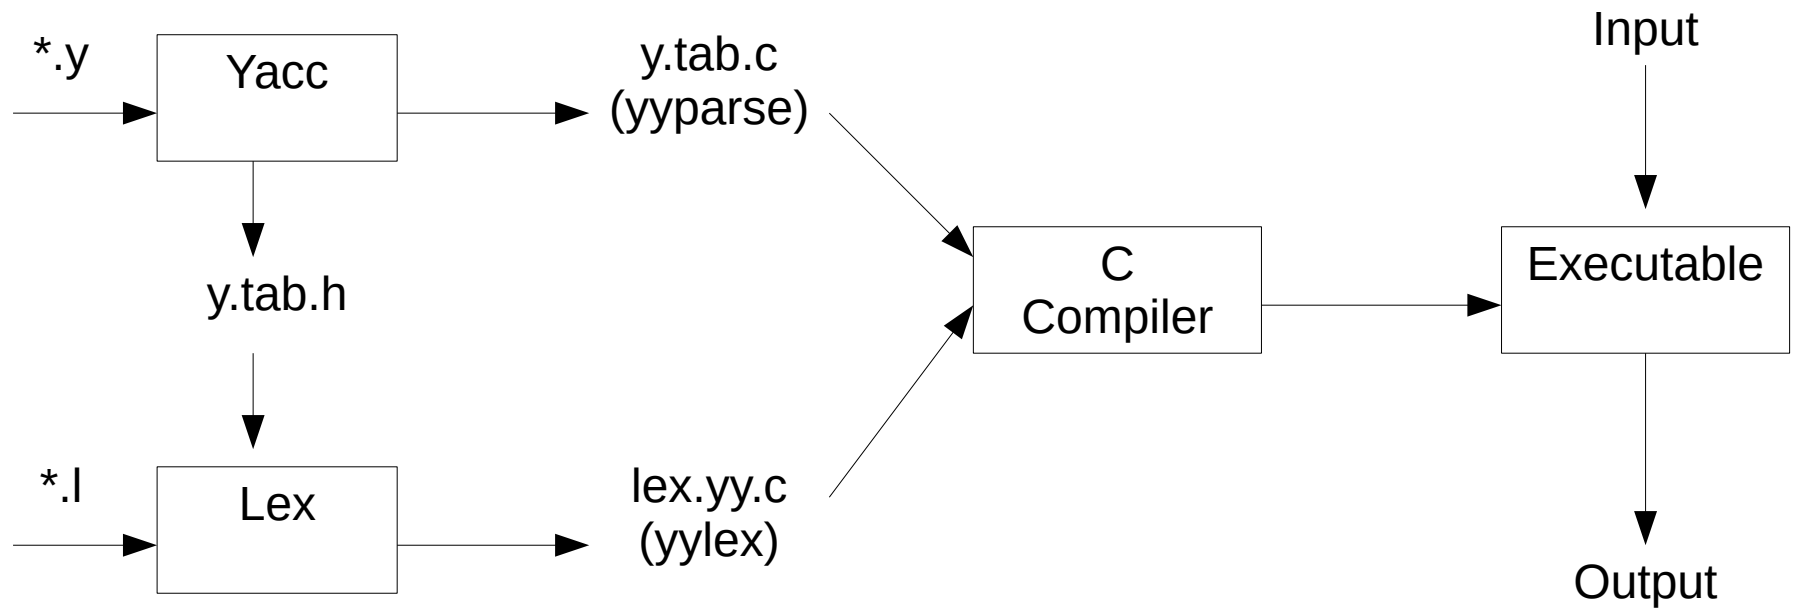 *.y
Yacc
y.tab.c
(yyparse)
Input
y.tab.h
C
Compiler
Executable
*.l
Lex
lex.yy.c
(yylex)
Output